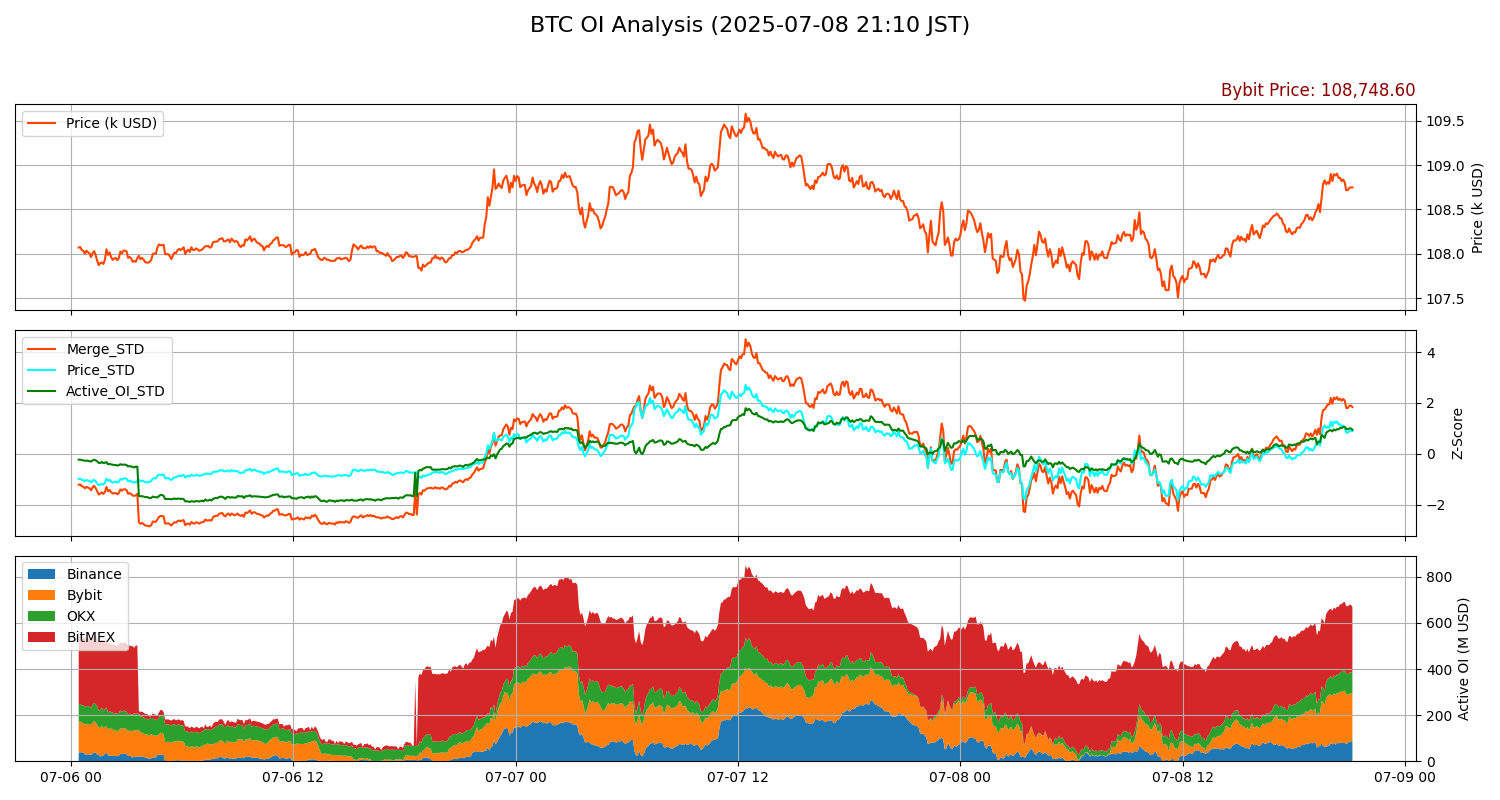 BTC OI Analysis (2025-07-08 21:10 JST)
Bybit Price: 108,748.60
Price (k USD)
109.5
109.0
108.5
108.0
107.5
Price (k USD)
Merge_STD
Price_STD
Active_OI_STD
4
2
0
−2
Z-Score
Binance
Bybit
OKX
BitMEX
800
600
400
200
0
Active OI (M USD)
07-06 00
07-06 12
07-07 00
07-07 12
07-08 00
07-08 12
07-09 00